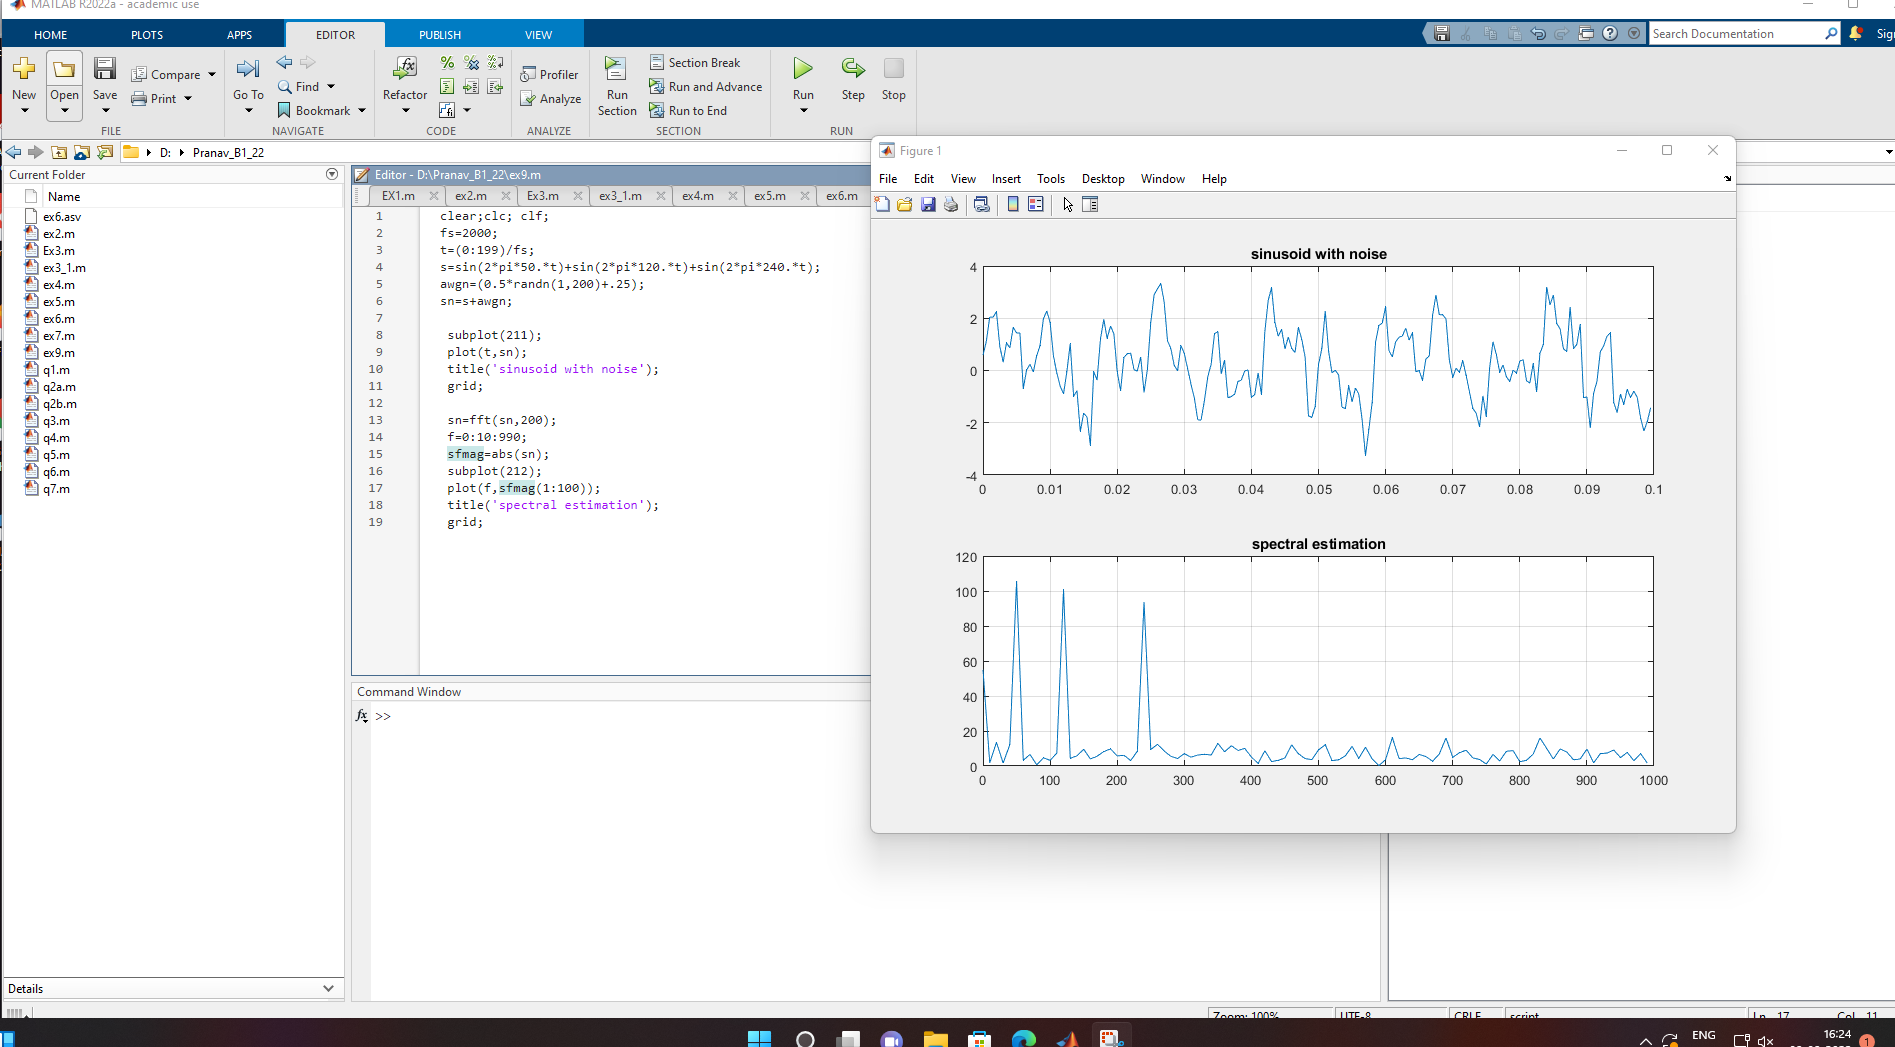 MATLAB R2022a - academic use
HOME PLOTS APPS EDITOR PUBLISH VIEW
Search Documentation
New Open Save
Compare
Print
FILE
Go To
Find
Bookmark
NAVIGATE
Refactor
CODE
Profiler
Analyze
ANALYZE
Run Section
Section Break
Run and Advance
Run to End
SECTION
Run Step Stop
RUN
D: Pranav_B1_22
Current Folder
Name
ex6.asv
ex2.m
Ex3.m
ex3_1.m
ex4.m
ex5.m
ex6.m
ex7.m
ex9.m
q1.m
q2a.m
q2b.m
q3.m
q4.m
q5.m
q6.m
q7.m
Details
Editor - D:\Pranav_B1_22\ex9.m
EX1.m ex2.m Ex3.m ex3_1.m ex4.m ex5.m ex6.m
1 clear;clc; clf;
2 fs=2000;
3 t=(0:199)/fs;
4 s=sin(2*pi*50.*t)+sin(2*pi*120.*t)+sin(2*pi*240.*t);
5 awgn=(0.5*randn(1,200)+.25);
6 sn=s+awgn;
7
8 subplot(211);
9 plot(t,sn);
10 title('sinusoid with noise');
11 grid;
12
13 sn=fft(sn,200);
14 f=0:10:990;
15 sfmag=abs(sn);
16 subplot(212);
17 plot(f,sfmag(1:100));
18 title('spectral estimation');
19 grid;
Command Window
fx >>
Figure 1
File Edit View Insert Tools Desktop Window Help
sinusoid with noise
4
2
0
-2
-4
0 0.01 0.02 0.03 0.04 0.05 0.06 0.07 0.08 0.09 0.1
spectral estimation
120
100
80
60
40
20
0
0 100 200 300 400 500 600 700 800 900 1000
Zoom: 100% UTF-8 CRLF script Ln 17 Col 11
ENG
16:24
1